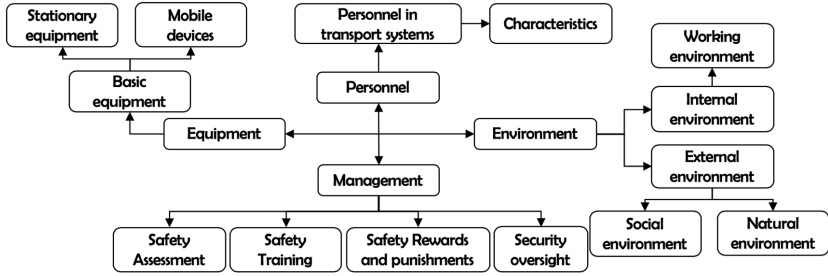 Stationary
equipment
Mobile
devices
Personnel in
transport systems
Characteristics
Working
environment
Basic
equipment
Personnel
Internal
environment
Equipment
Environment
External
environment
Management
Social
environment
Natural
environment
Safety
Assessment
Safety
Training
Safety Rewards
and punishments
Security
oversight